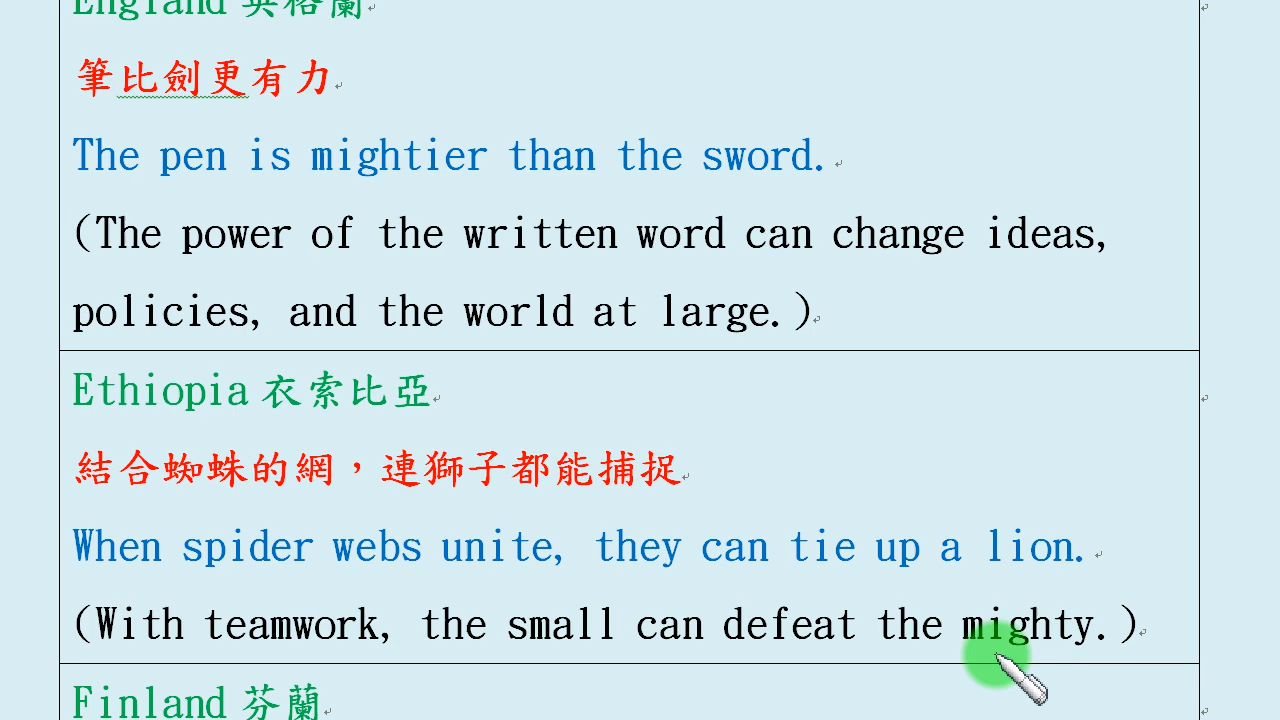 England 英格蘭
筆比劍更有力
The pen is mightier than the sword.
(The power of the written word can change ideas,
policies, and the world at large.)
Ethiopia 衣索比亞
結合蜘蛛的網，連獅子都能捕捉
When spider webs unite, they can tie up a lion.
(With teamwork, the small can defeat the mighty.)
Finland 芬蘭